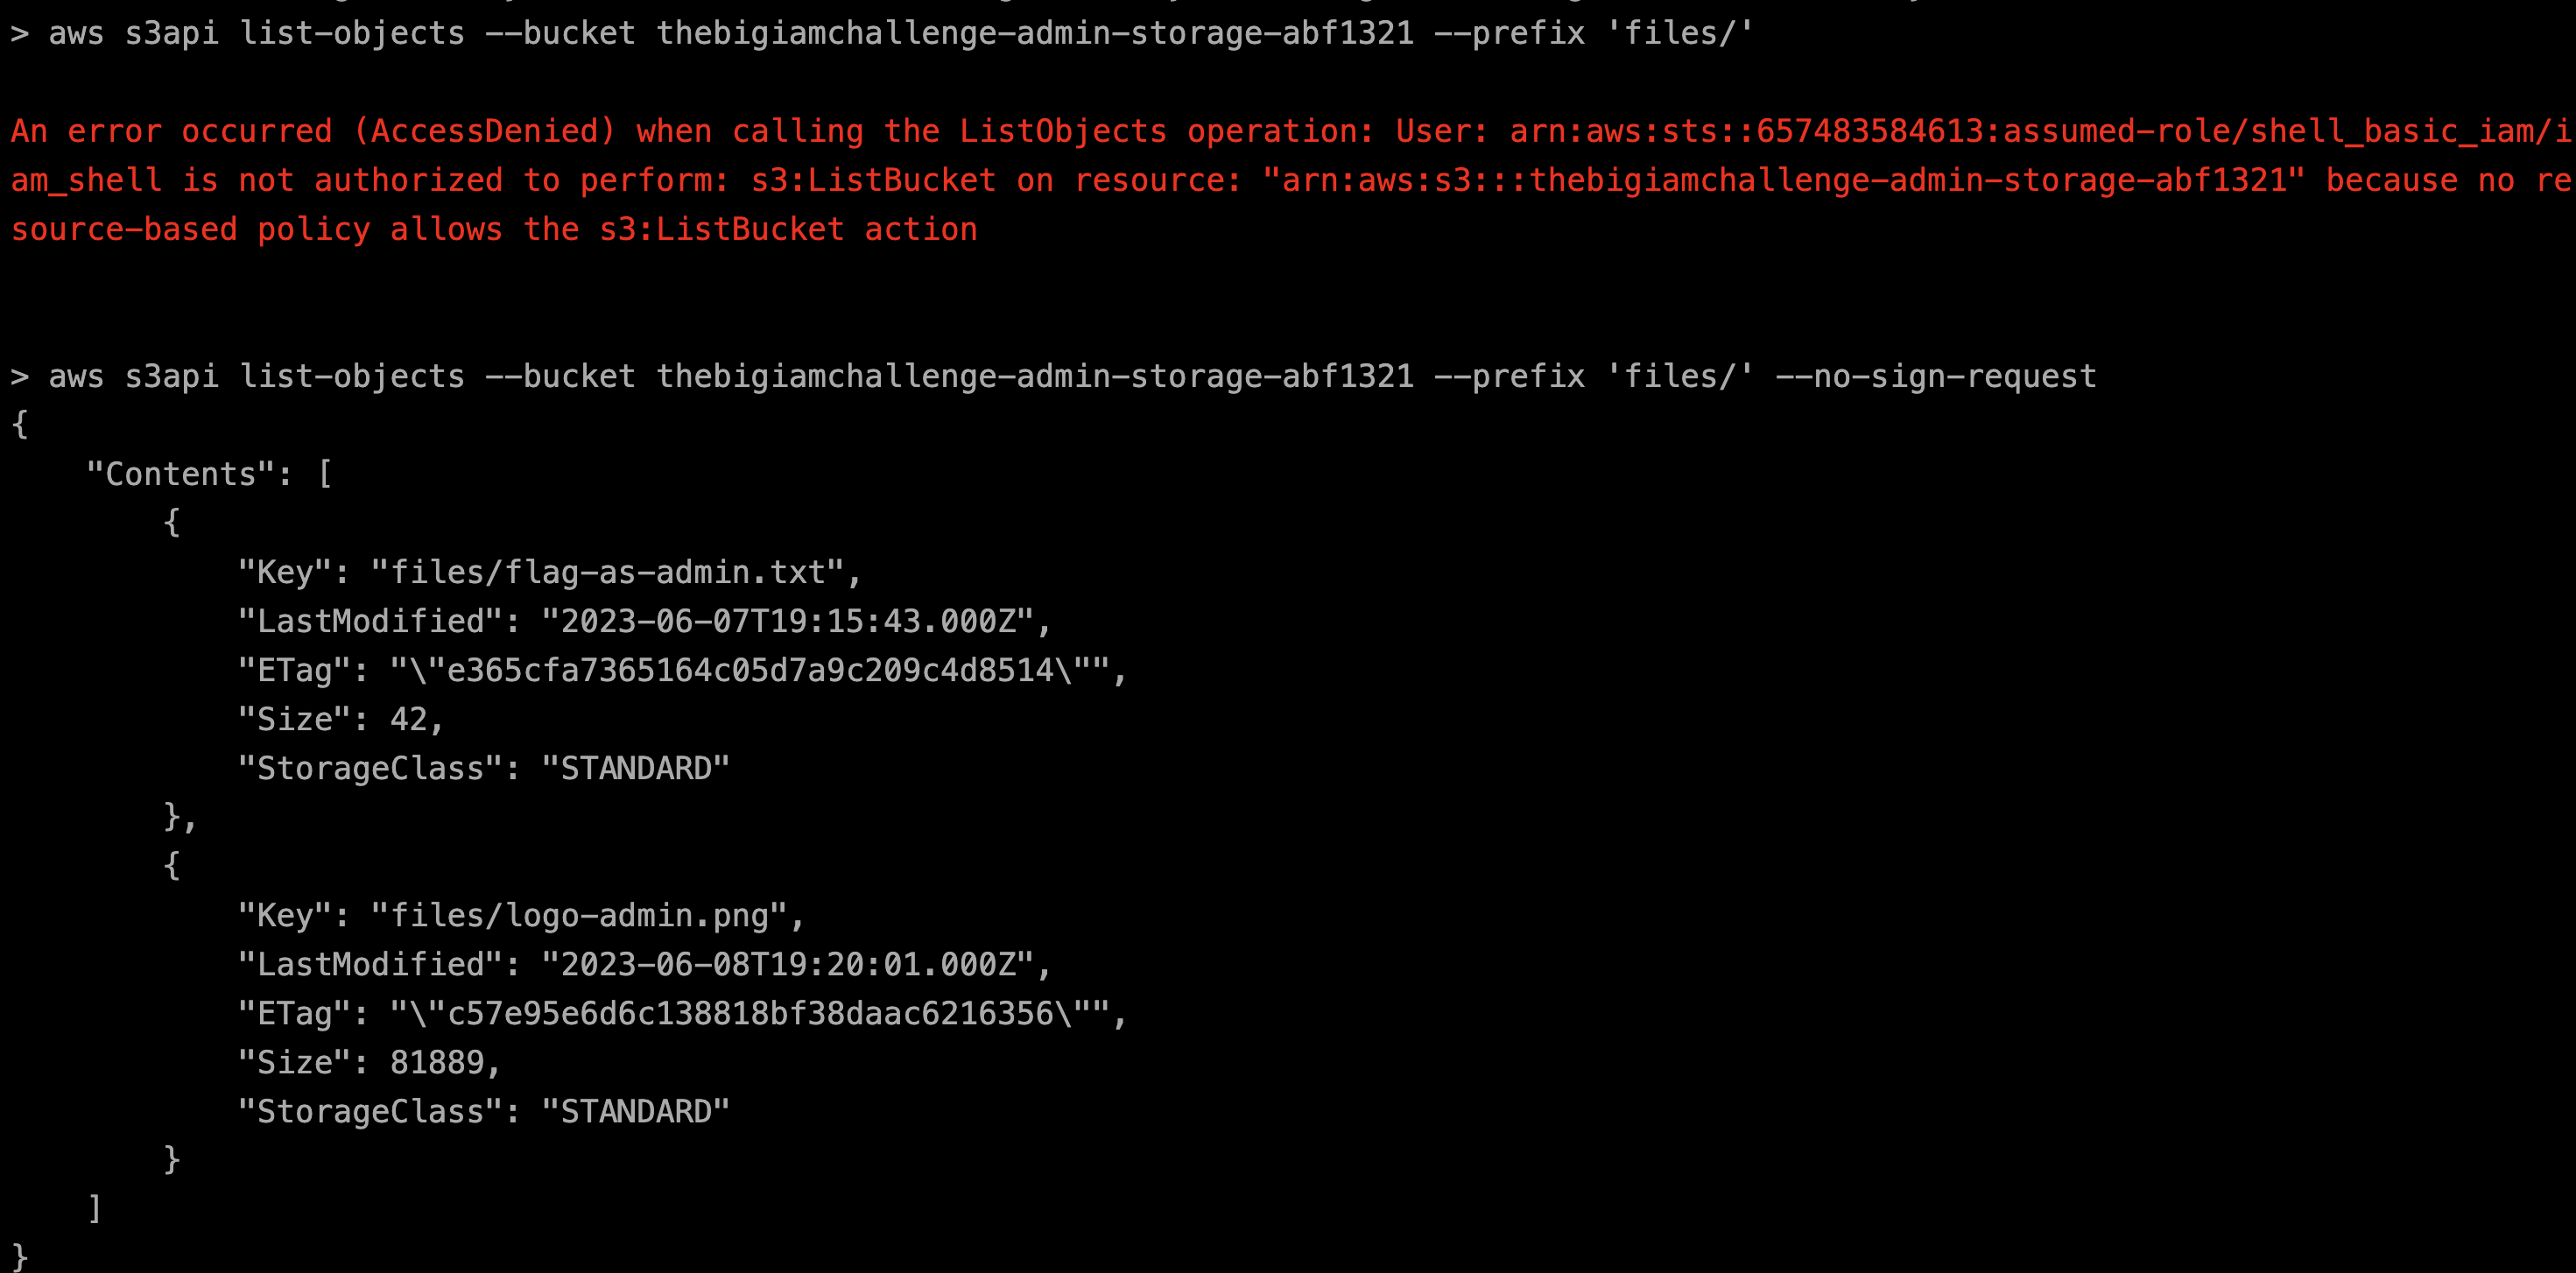 > aws s3api list-objects --bucket thebigiamchallenge-admin-storage-abf1321 --prefix 'files/'
An error occurred (AccessDenied) when calling the ListObjects operation: User: arn:aws:sts::657483584613:assumed-role/shell_basic_iam/i
am_shell is not authorized to perform: s3:ListBucket on resource: "arn:aws:s3:::thebigiamchallenge-admin-storage-abf1321" because no re
source-based policy allows the s3:ListBucket action
> aws s3api list-objects --bucket thebigiamchallenge-admin-storage-abf1321 --prefix 'files/' --no-sign-request
{
    "Contents": [
        {
            "Key": "files/flag-as-admin.txt",
            "LastModified": "2023-06-07T19:15:43.000Z",
            "ETag": "\"e365cfa7365164c05d7a9c209c4d8514\"",
            "Size": 42,
            "StorageClass": "STANDARD"
        },
        {
            "Key": "files/logo-admin.png",
            "LastModified": "2023-06-08T19:20:01.000Z",
            "ETag": "\"c57e95e6d6c138818bf38daac6216356\"",
            "Size": 81889,
            "StorageClass": "STANDARD"
        }
    ]
}